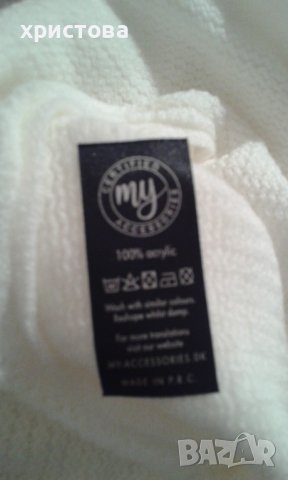 христова
CERTIFIED
my
ACCESSORIES
100% acrylic
Wash with similar colours.
Reshape whilst damp.
For more translations
visit our website
MY-ACCESSORIES.DK
MADE IN P.R.C.
BAZAR